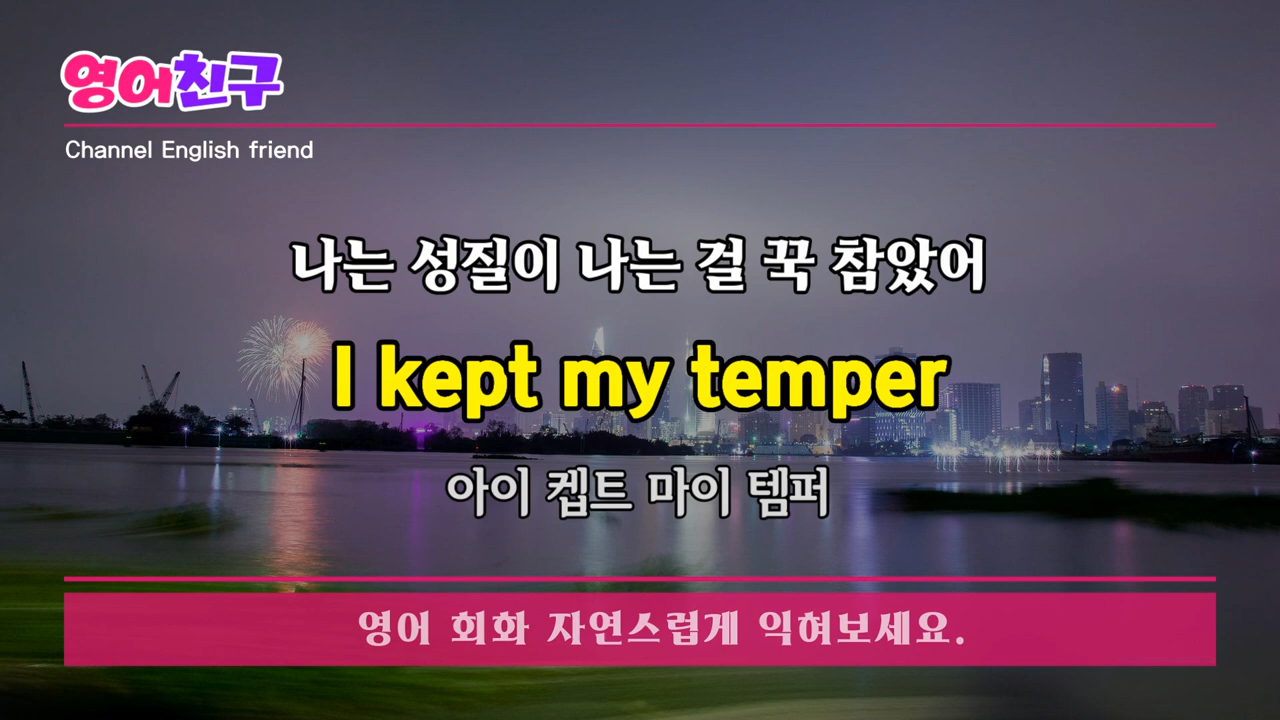 영어친구
Channel English friend
나는 성질이 나는 걸 꾹 참았어
I kept my temper
아이 켑트 마이 템퍼
영어 회화 자연스럽게 익혀보세요.